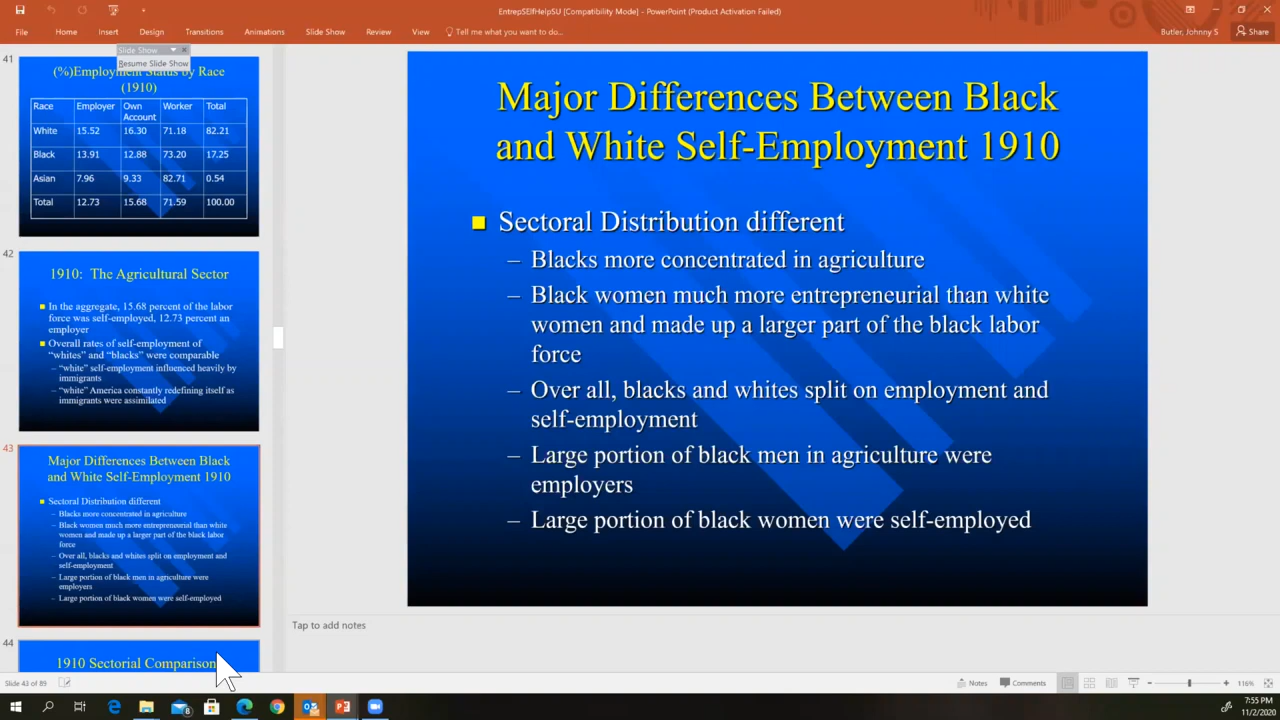 EntrepSElfHelpSU [Compatibility Mode] - PowerPoint (Product Activation Failed)
File Home Insert Design Transitions Animations Slide Show Review View Tell me what you want to do... Butler, Johnny S Share
Slide Show
Resume Slide Show
41
(%)Employment Status by Race
(1910)
Race Employer Own Account Worker Total
White 15.52 16.30 71.18 82.21
Black 13.91 12.88 73.20 17.25
Asian 7.96 9.33 82.71 0.54
Total 12.73 15.68 71.59 100.00
42
1910: The Agricultural Sector
In the aggregate, 15.68 percent of the labor
force was self-employed, 12.73 percent an
employer
Overall rates of self-employment of
“whites” and “blacks” were comparable
– “white” self-employment influenced heavily by
immigrants
– “white” America constantly redefining itself as
immigrants were assimilated
43
Major Differences Between Black
and White Self-Employment 1910
Sectoral Distribution different
– Blacks more concentrated in agriculture
– Black women much more entrepreneurial than white
women and made up a larger part of the black labor
force
– Over all, blacks and whites split on employment and
self-employment
– Large portion of black men in agriculture were
employers
– Large portion of black women were self-employed
44
1910 Sectorial Comparison
Major Differences Between Black
and White Self-Employment 1910
Sectoral Distribution different
– Blacks more concentrated in agriculture
– Black women much more entrepreneurial than white
women and made up a larger part of the black labor
force
– Over all, blacks and whites split on employment and
self-employment
– Large portion of black men in agriculture were
employers
– Large portion of black women were self-employed
Tap to add notes
Slide 43 of 89 Notes Comments 116%
8
7:55 PM
11/2/2020